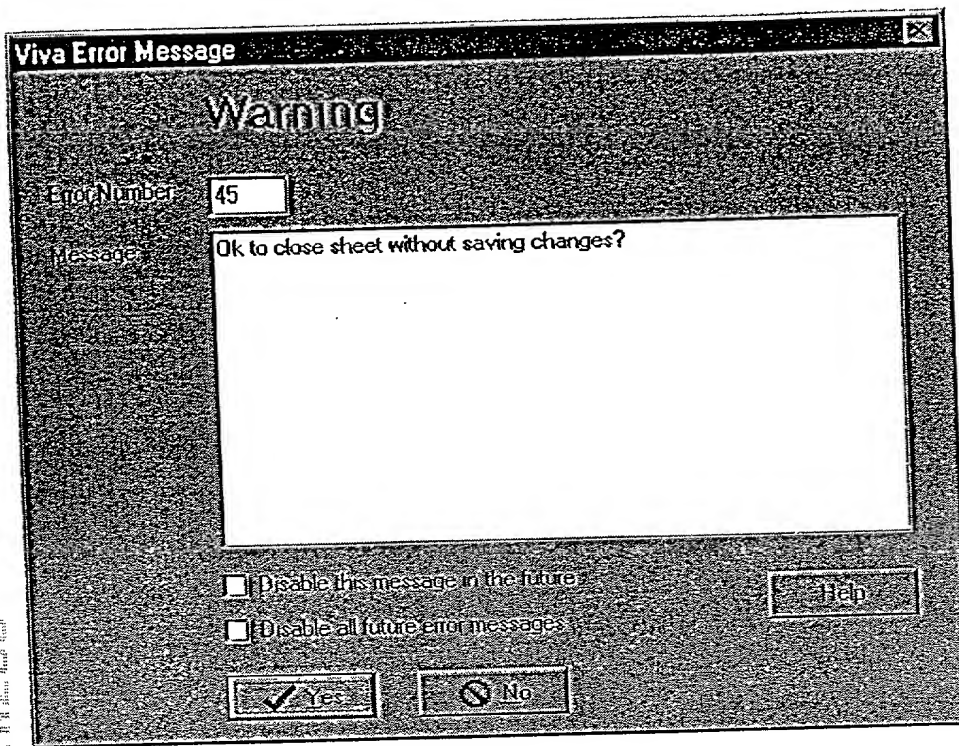 Viva Error Message
Warning
Error Number: 45
Message: Ok to close sheet without saving changes?
Disable this message in the future
Disable all future error messages
Help
Yes
No